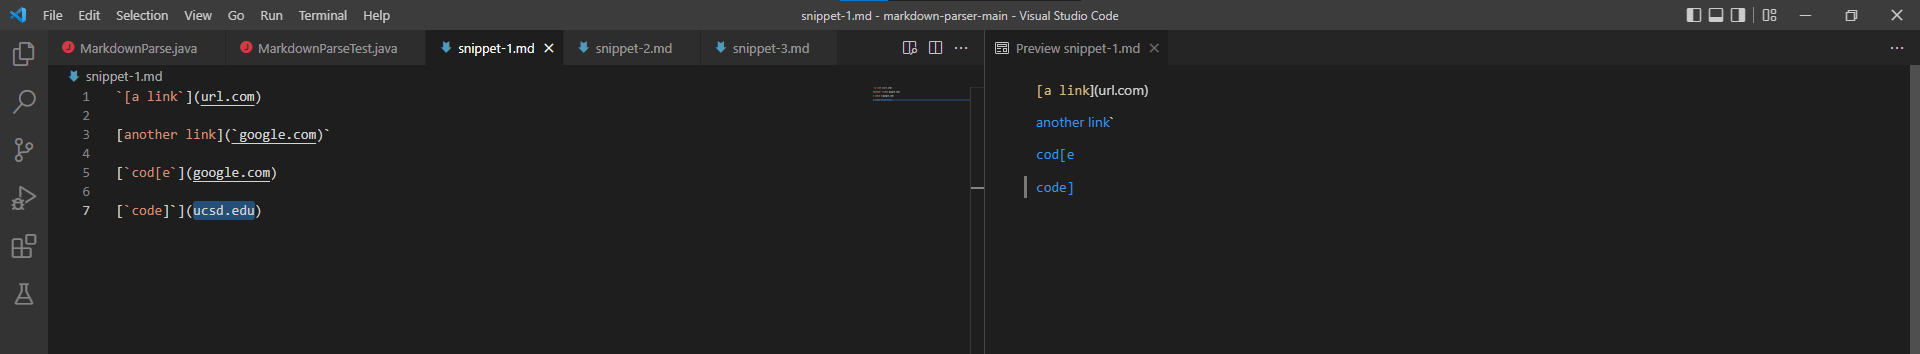 File Edit Selection View Go Run Terminal Help snippet-1.md - markdown-parser-main - Visual Studio Code
MarkdownParse.java MarkdownParseTest.java snippet-1.md snippet-2.md snippet-3.md Preview snippet-1.md
snippet-1.md
1 `[a link`](url.com)
2
3 [another link](`google.com)`
4
5 [`cod[e`](google.com)
6
7 [`code]`](ucsd.edu)
[a link](url.com)
another link`
cod[e
code]